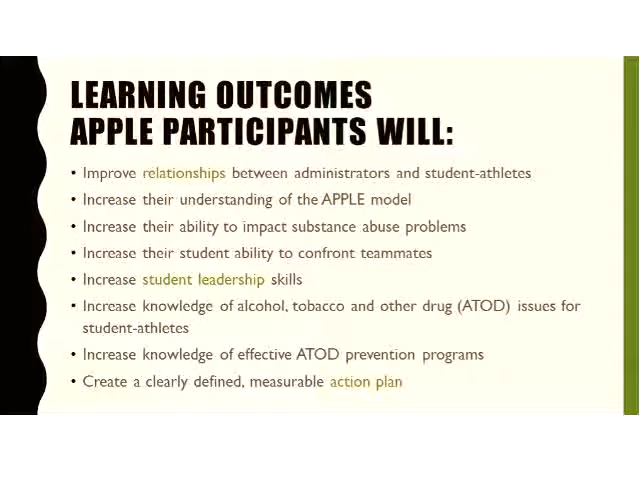 LEARNING OUTCOMES
APPLE PARTICIPANTS WILL:
• Improve relationships between administrators and student-athletes
• Increase their understanding of the APPLE model
• Increase their ability to impact substance abuse problems
• Increase their student ability to confront teammates
• Increase student leadership skills
• Increase knowledge of alcohol, tobacco and other drug (ATOD) issues for
student-athletes
• Increase knowledge of effective ATOD prevention programs
• Create a clearly defined, measurable action plan